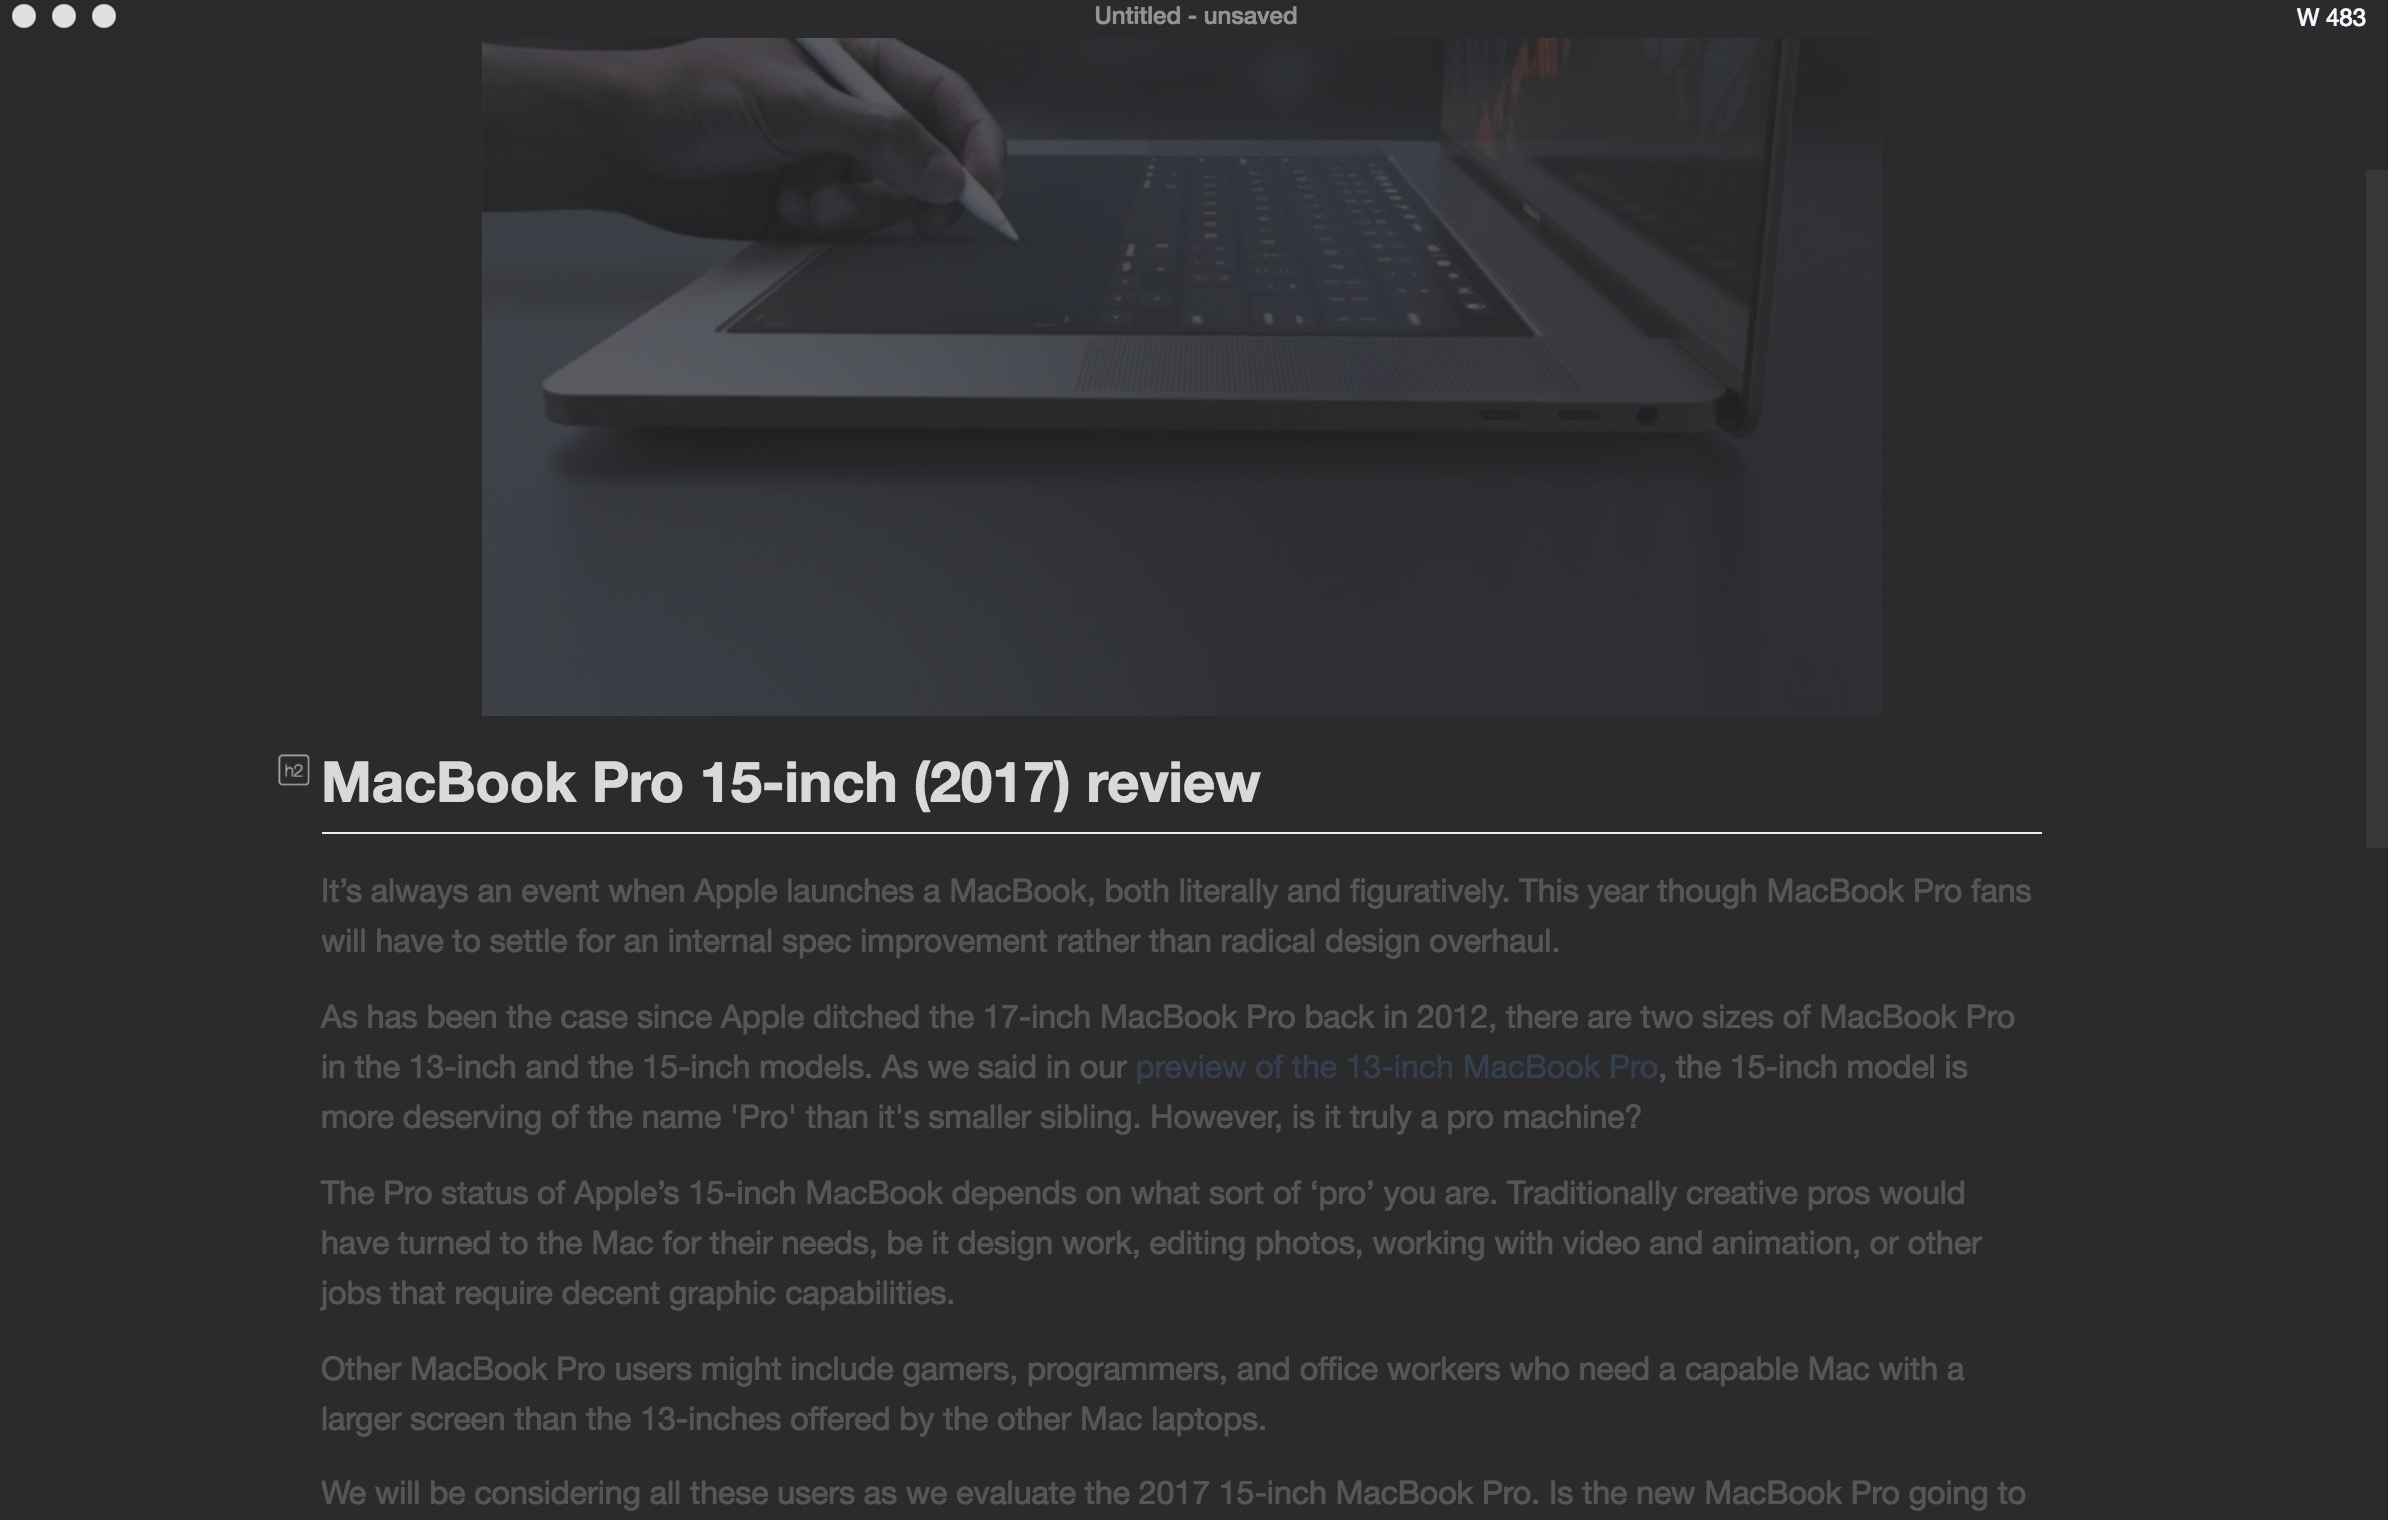 Untitled - unsaved
W 483
h2
MacBook Pro 15-inch (2017) review
It’s always an event when Apple launches a MacBook, both literally and figuratively. This year though MacBook Pro fans
will have to settle for an internal spec improvement rather than radical design overhaul.
As has been the case since Apple ditched the 17-inch MacBook Pro back in 2012, there are two sizes of MacBook Pro
in the 13-inch and the 15-inch models. As we said in our preview of the 13-inch MacBook Pro, the 15-inch model is
more deserving of the name 'Pro' than it's smaller sibling. However, is it truly a pro machine?
The Pro status of Apple’s 15-inch MacBook depends on what sort of ‘pro’ you are. Traditionally creative pros would
have turned to the Mac for their needs, be it design work, editing photos, working with video and animation, or other
jobs that require decent graphic capabilities.
Other MacBook Pro users might include gamers, programmers, and office workers who need a capable Mac with a
larger screen than the 13-inches offered by the other Mac laptops.
We will be considering all these users as we evaluate the 2017 15-inch MacBook Pro. Is the new MacBook Pro going to